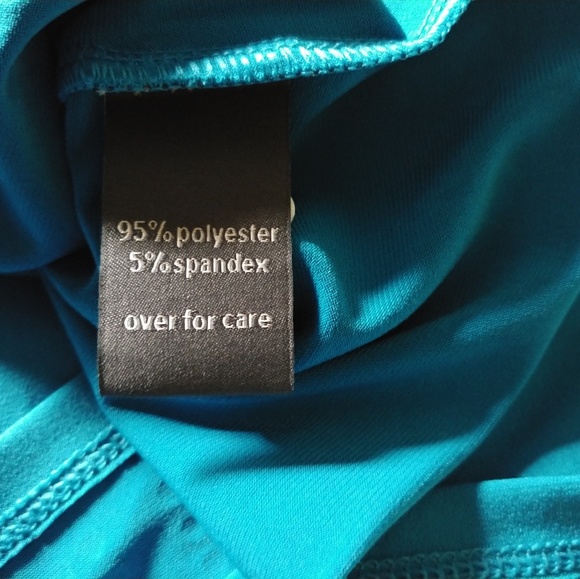 95% polyester
5% spandex
over for care